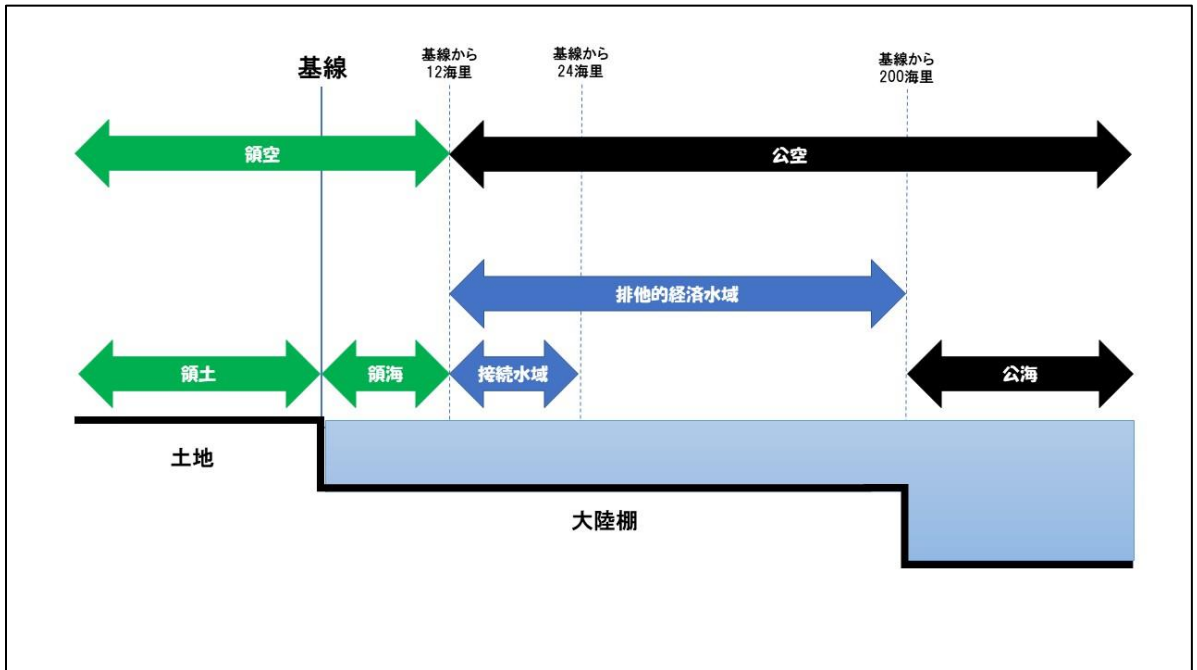 基線
基線から
12海里
基線から
24海里
基線から
200海里
領空
公空
排他的経済水域
領土
領海
接続水域
公海
土地
大陸棚